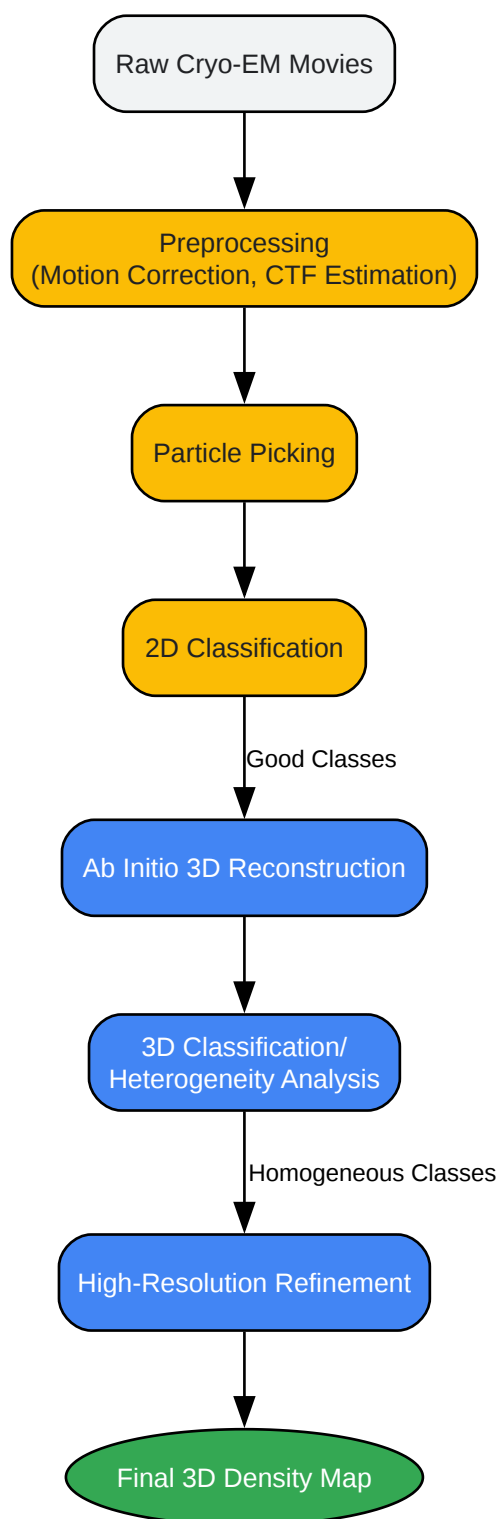 Raw Cryo-EM Movies
Preprocessing
(Motion Correction, CTF Estimation)
Particle Picking
2D Classification
Good Classes
Ab Initio 3D Reconstruction
3D Classification/
Heterogeneity Analysis
Homogeneous Classes
High-Resolution Refinement
Final 3D Density Map